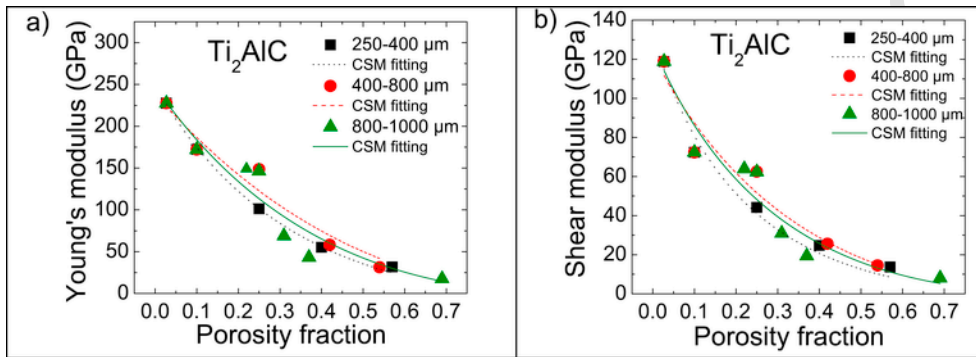 a)
Ti2AlC
250-400 µm
CSM fitting
400-800 µm
CSM fitting
800-1000 µm
CSM fitting
300
250
200
150
100
50
0
Young's modulus (GPa)
0.0 0.1 0.2 0.3 0.4 0.5 0.6 0.7
Porosity fraction
b)
Ti2AlC
250-400 µm
CSM fitting
400-800 µm
CSM fitting
800-1000 µm
CSM fitting
140
120
100
80
60
40
20
0
Shear modulus (GPa)
0.0 0.1 0.2 0.3 0.4 0.5 0.6 0.7
Porosity fraction